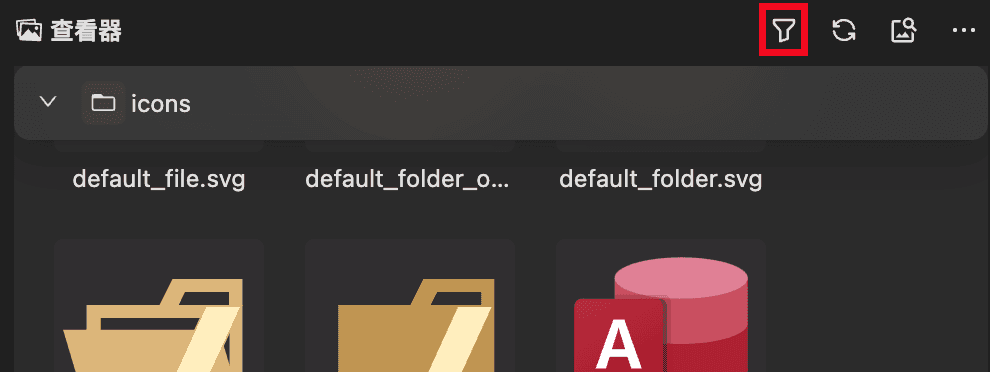 查看器
icons
default_file.svg
default_folder_o...
default_folder.svg
A